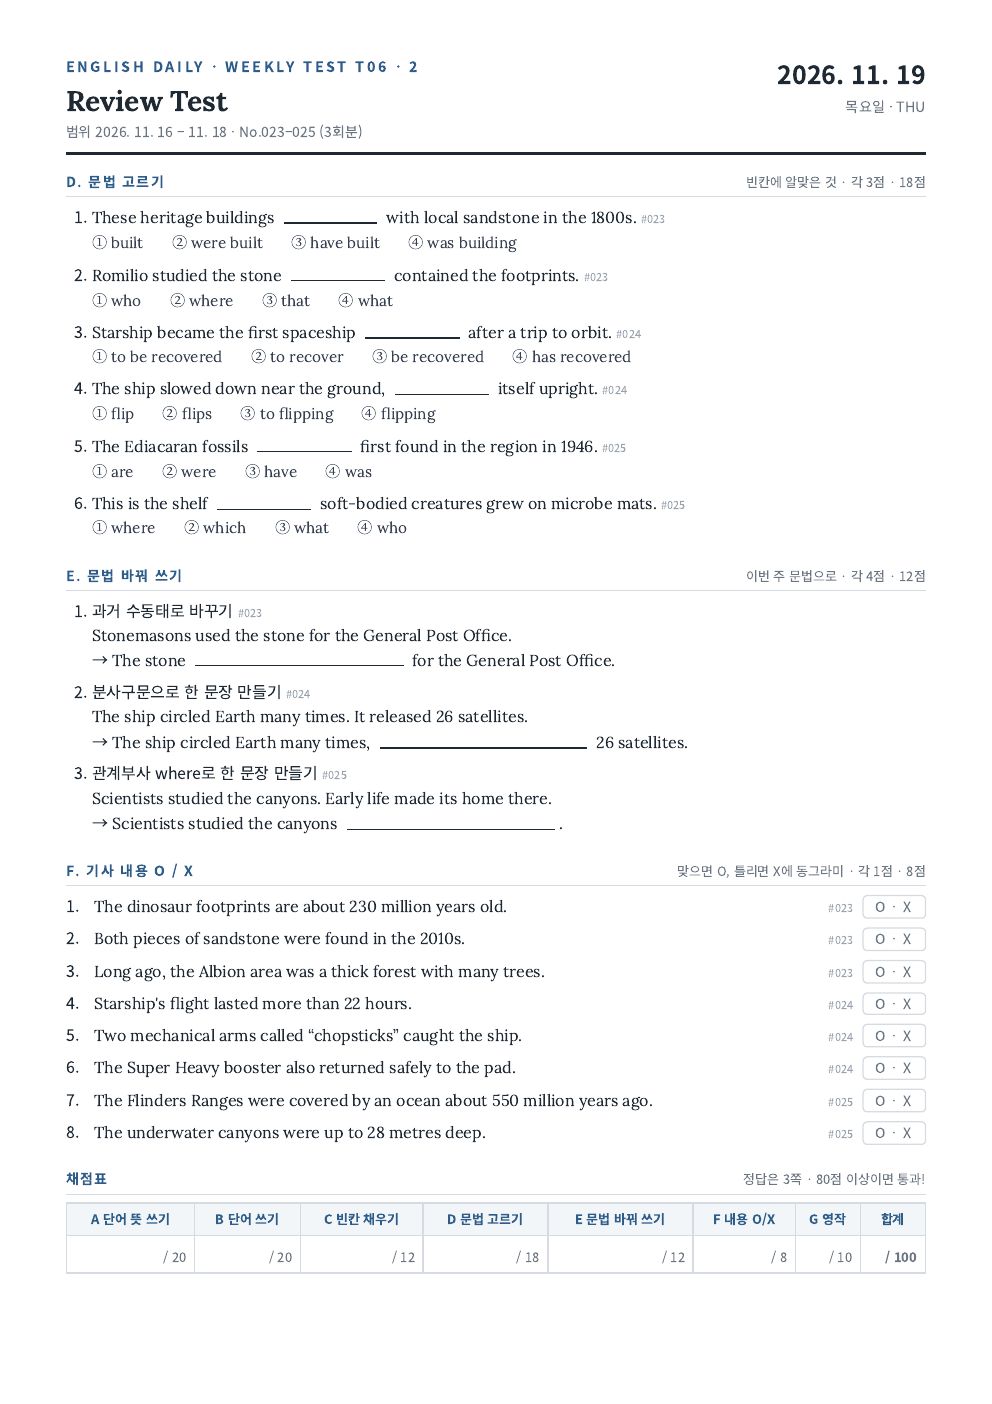 ENGLISH DAILY · WEEKLY TEST T06 · 2
2026. 11. 19
Review Test
목요일 · THU
범위 2026. 11. 16 – 11. 18 · No.023–025 (3회분)
D. 문법 고르기 빈칸에 알맞은 것 · 각 3점 · 18점
1. These heritage buildings ________ with local sandstone in the 1800s. #023
① built ② were built ③ have built ④ was building
2. Romilio studied the stone ________ contained the footprints. #023
① who ② where ③ that ④ what
3. Starship became the first spaceship ________ after a trip to orbit. #024
① to be recovered ② to recover ③ be recovered ④ has recovered
4. The ship slowed down near the ground, ________ itself upright. #024
① flip ② flips ③ to flipping ④ flipping
5. The Ediacaran fossils ________ first found in the region in 1946. #025
① are ② were ③ have ④ was
6. This is the shelf ________ soft-bodied creatures grew on microbe mats. #025
① where ② which ③ what ④ who
E. 문법 바꿔 쓰기 이번 주 문법으로 · 각 4점 · 12점
1. 과거 수동태로 바꾸기 #023
Stonemasons used the stone for the General Post Office.
→ The stone ________ for the General Post Office.
2. 분사구문으로 한 문장 만들기 #024
The ship circled Earth many times. It released 26 satellites.
→ The ship circled Earth many times, ________ 26 satellites.
3. 관계부사 where로 한 문장 만들기 #025
Scientists studied the canyons. Early life made its home there.
→ Scientists studied the canyons ________ .
F. 기사 내용 O / X 맞으면 O, 틀리면 X에 동그라미 · 각 1점 · 8점
1. The dinosaur footprints are about 230 million years old. #023 O · X
2. Both pieces of sandstone were found in the 2010s. #023 O · X
3. Long ago, the Albion area was a thick forest with many trees. #023 O · X
4. Starship's flight lasted more than 22 hours. #024 O · X
5. Two mechanical arms called “chopsticks” caught the ship. #024 O · X
6. The Super Heavy booster also returned safely to the pad. #024 O · X
7. The Flinders Ranges were covered by an ocean about 550 million years ago. #025 O · X
8. The underwater canyons were up to 28 metres deep. #025 O · X
채점표 정답은 3쪽 · 80점 이상이면 통과!
A 단어 뜻 쓰기 B 단어 쓰기 C 빈칸 채우기 D 문법 고르기 E 문법 바꿔 쓰기 F 내용 O/X G 영작 합계
/ 20 / 20 / 12 / 18 / 12 / 8 / 10 / 100